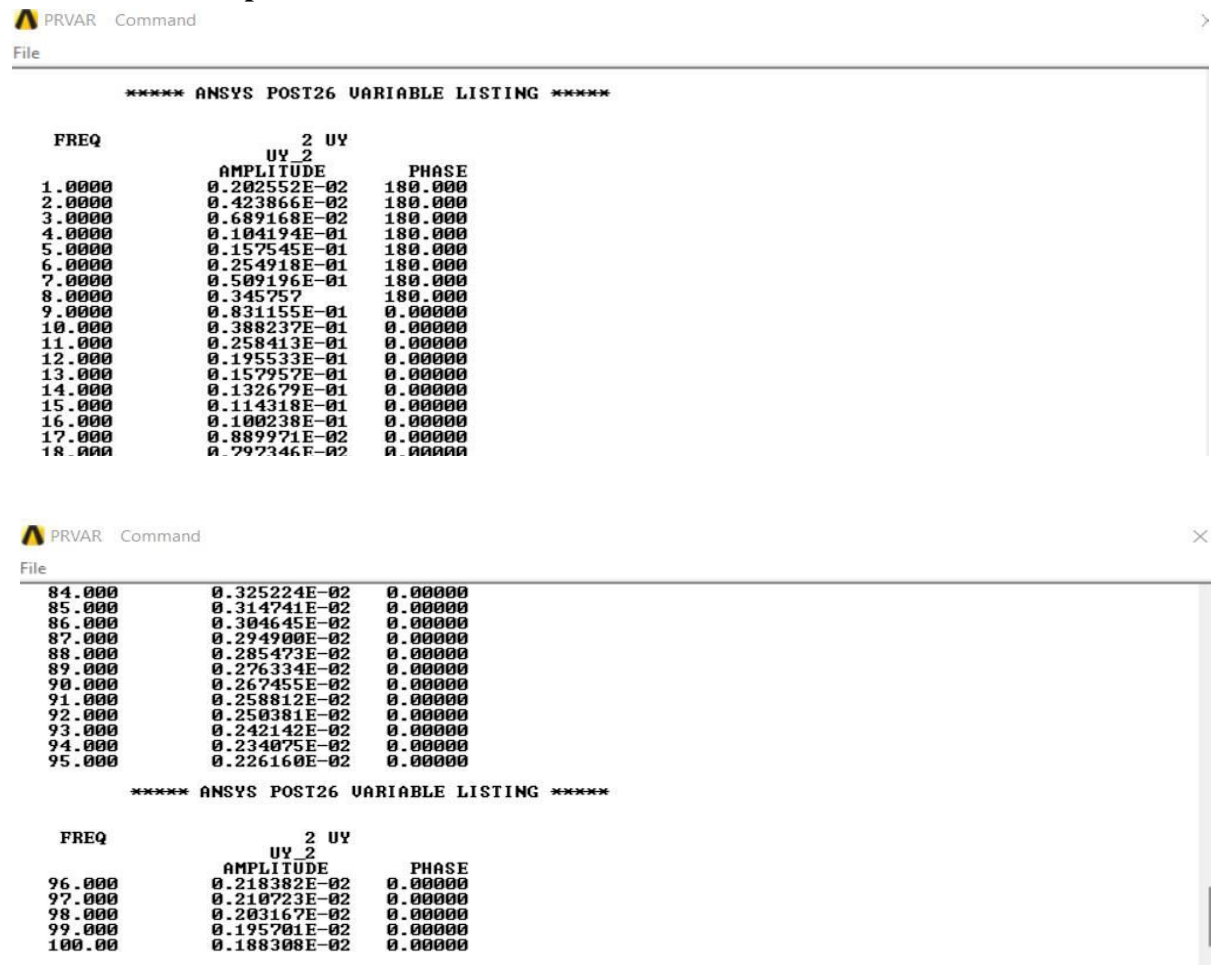 PRVAR Command
File
***** ANSYS POST26 VARIABLE LISTING *****
FREQ 2 UY
UY_2
AMPLITUDE PHASE
1.0000 0.202552E-02 180.000
2.0000 0.423866E-02 180.000
3.0000 0.689168E-02 180.000
4.0000 0.104194E-01 180.000
5.0000 0.157545E-01 180.000
6.0000 0.254918E-01 180.000
7.0000 0.509196E-01 180.000
8.0000 0.345757 180.000
9.0000 0.831155E-01 0.00000
10.000 0.388237E-01 0.00000
11.000 0.258413E-01 0.00000
12.000 0.195533E-01 0.00000
13.000 0.157957E-01 0.00000
14.000 0.132679E-01 0.00000
15.000 0.114318E-01 0.00000
16.000 0.100238E-01 0.00000
17.000 0.889971E-02 0.00000
18.000 0.797346E-02 0.00000
PRVAR Command
File
84.000 0.325224E-02 0.00000
85.000 0.314741E-02 0.00000
86.000 0.304645E-02 0.00000
87.000 0.294900E-02 0.00000
88.000 0.285473E-02 0.00000
89.000 0.276334E-02 0.00000
90.000 0.267455E-02 0.00000
91.000 0.258812E-02 0.00000
92.000 0.250381E-02 0.00000
93.000 0.242142E-02 0.00000
94.000 0.234075E-02 0.00000
95.000 0.226160E-02 0.00000
***** ANSYS POST26 VARIABLE LISTING *****
FREQ 2 UY
UY_2
AMPLITUDE PHASE
96.000 0.218382E-02 0.00000
97.000 0.210723E-02 0.00000
98.000 0.203167E-02 0.00000
99.000 0.195701E-02 0.00000
100.00 0.188308E-02 0.00000